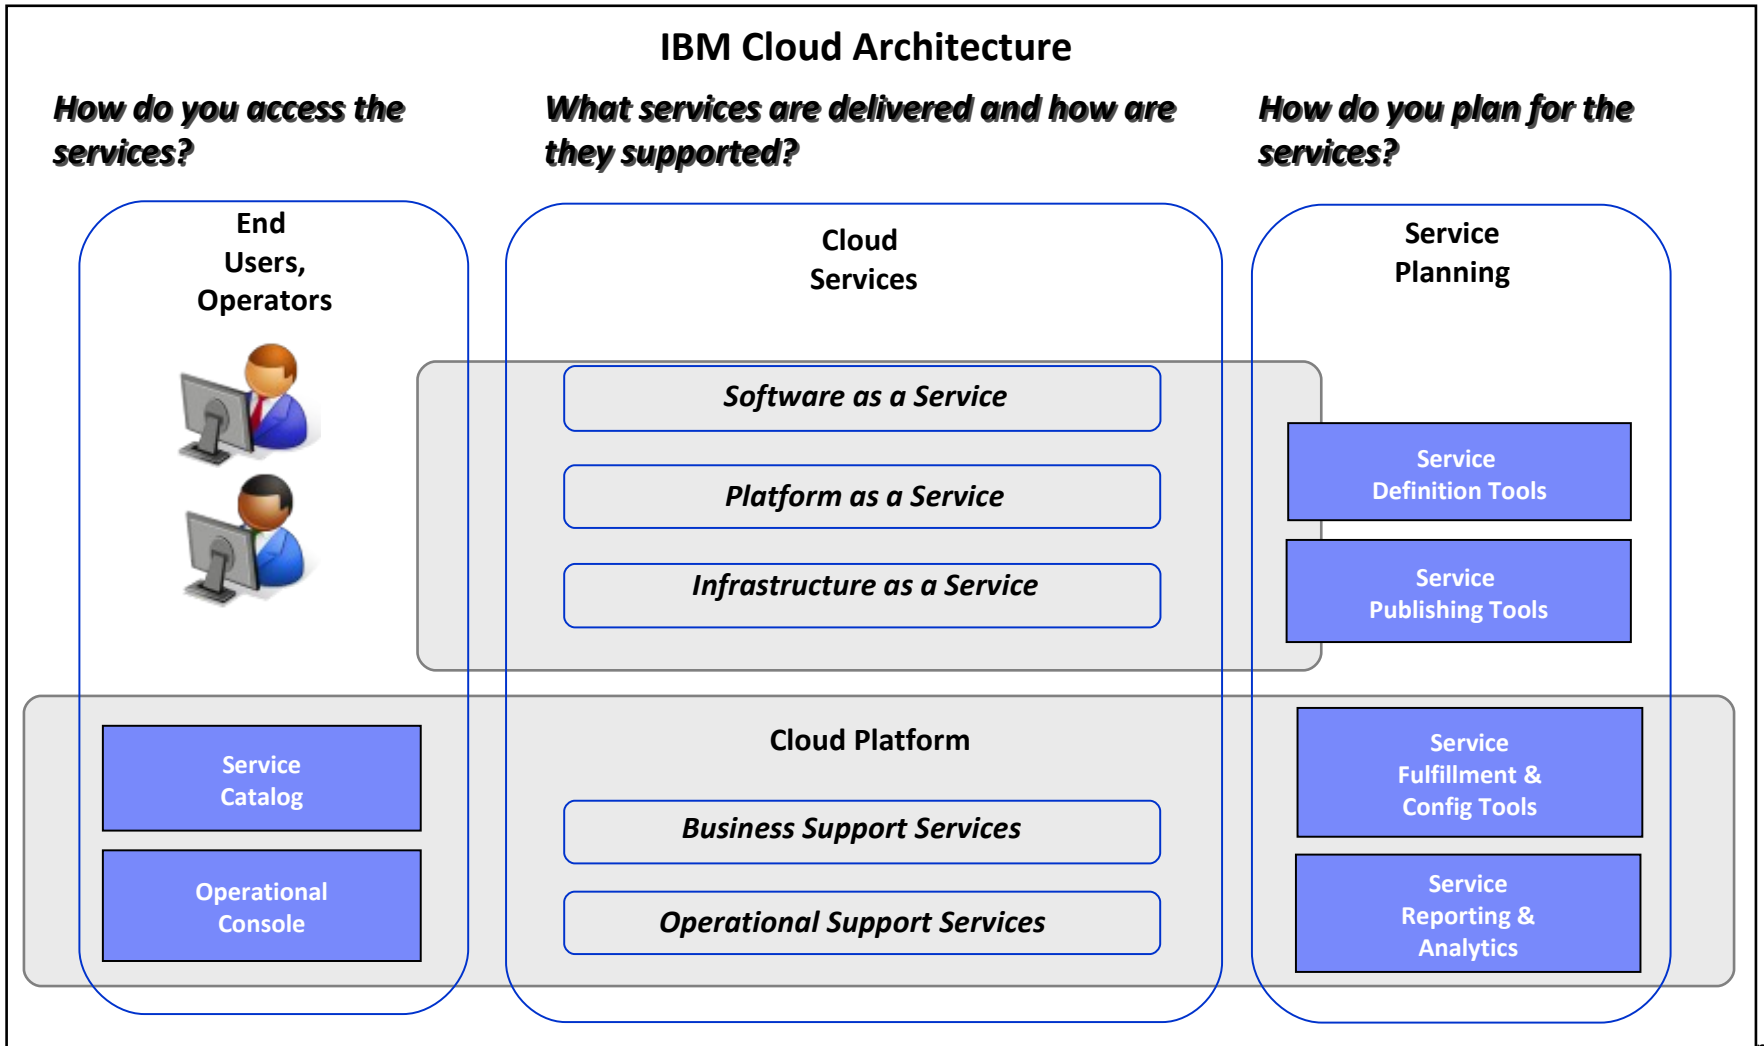 IBM Cloud Architecture
How do you access the
services?
What services are delivered and how are
they supported?
How do you plan for the
services?
End
Users,
Operators
Cloud
Services
Service
Planning
Software as a Service
Platform as a Service
Infrastructure as a Service
Service
Definition Tools
Service
Publishing Tools
Service
Catalog
Operational
Console
Cloud Platform
Business Support Services
Operational Support Services
Service
Fulfillment &
Config Tools
Service
Reporting &
Analytics